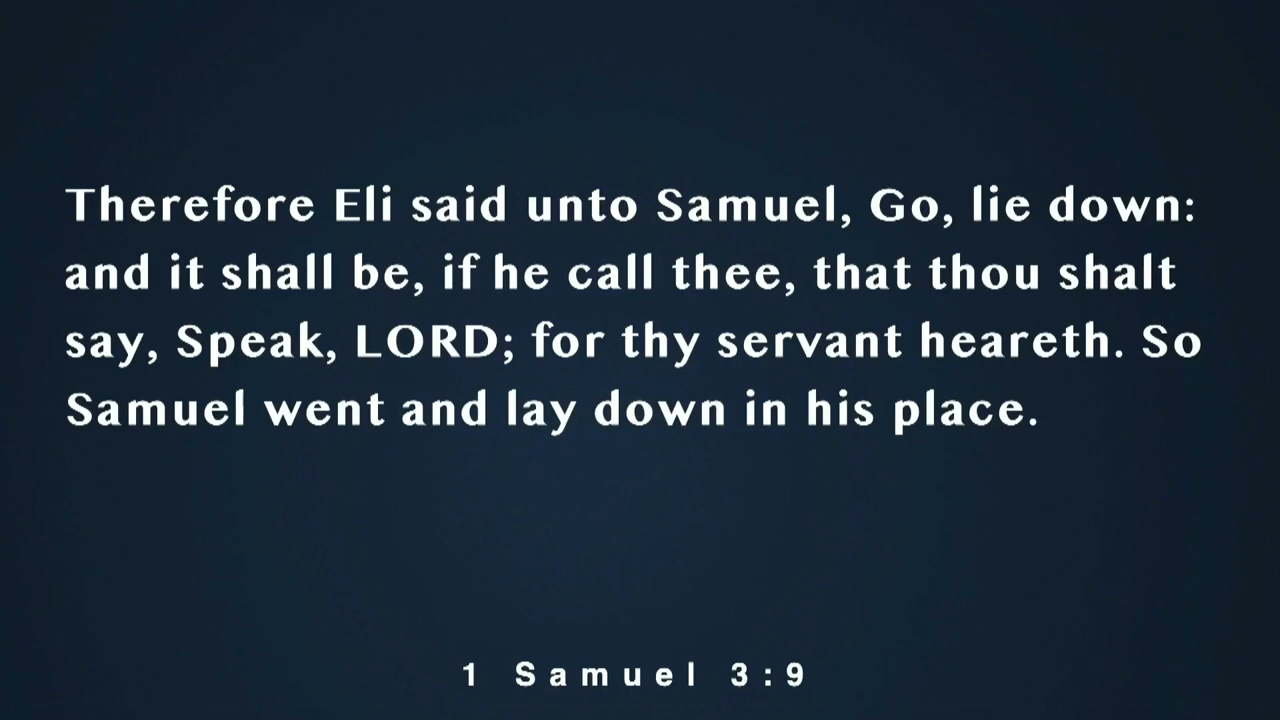 Therefore Eli said unto Samuel, Go, lie down:
and it shall be, if he call thee, that thou shalt
say, Speak, LORD; for thy servant heareth. So
Samuel went and lay down in his place.
1 Samuel 3:9